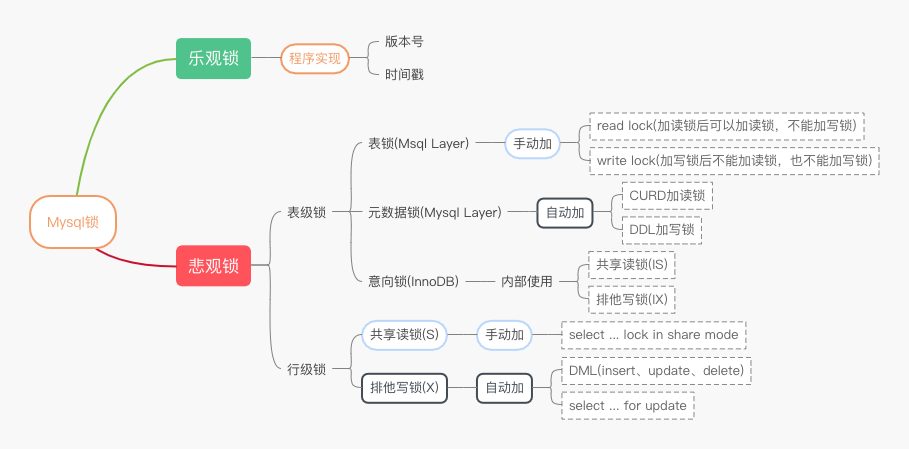 乐观锁
程序实现
版本号
时间戳
Mysql锁
悲观锁
表级锁
表锁(Msql Layer)
手动加
read lock(加读锁后可以加读锁，不能加写锁)
write lock(加写锁后不能加读锁，也不能加写锁)
元数据锁(Mysql Layer)
自动加
CURD加读锁
DDL加写锁
意向锁(InnoDB)
内部使用
共享读锁(IS)
排他写锁(IX)
行级锁
共享读锁(S)
手动加
select ... lock in share mode
排他写锁(X)
自动加
DML(insert、update、delete)
select ... for update